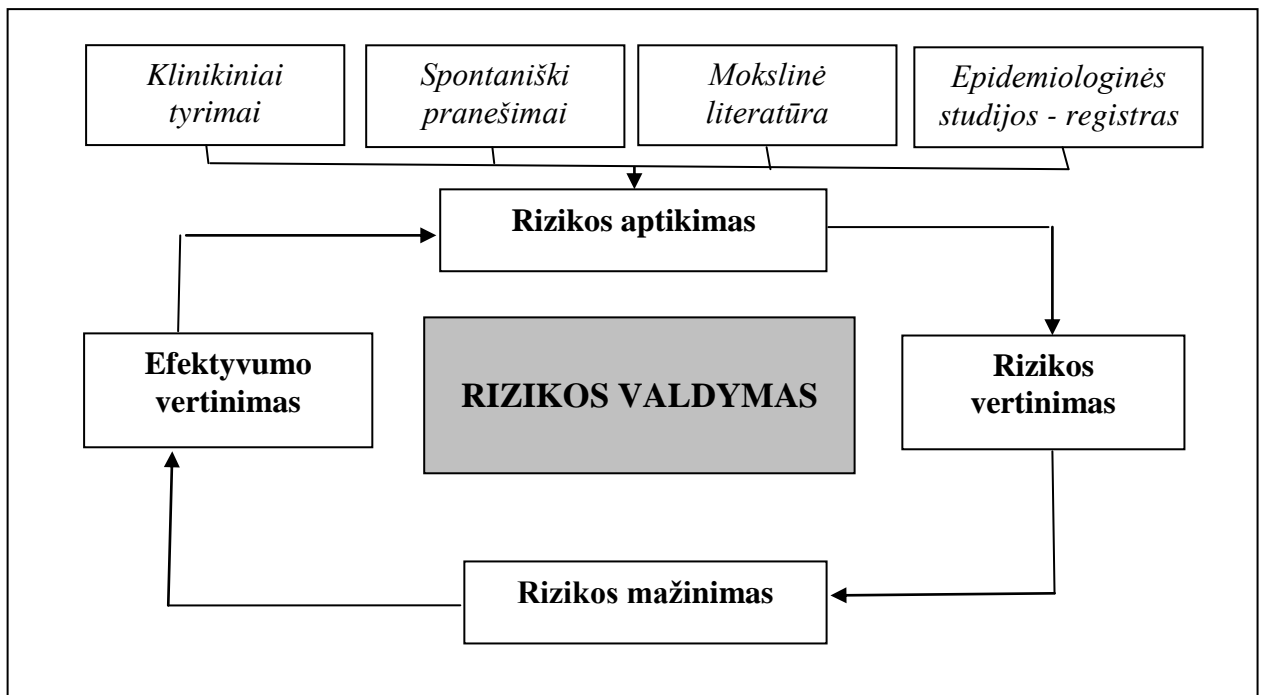 Klinikiniai
tyrimai
Spontaniški
pranešimai
Mokslinė
literatūra
Epidemiologinės
studijos - registras
Rizikos aptikimas
Efektyvumo
vertinimas
RIZIKOS VALDYMAS
Rizikos
vertinimas
Rizikos mažinimas